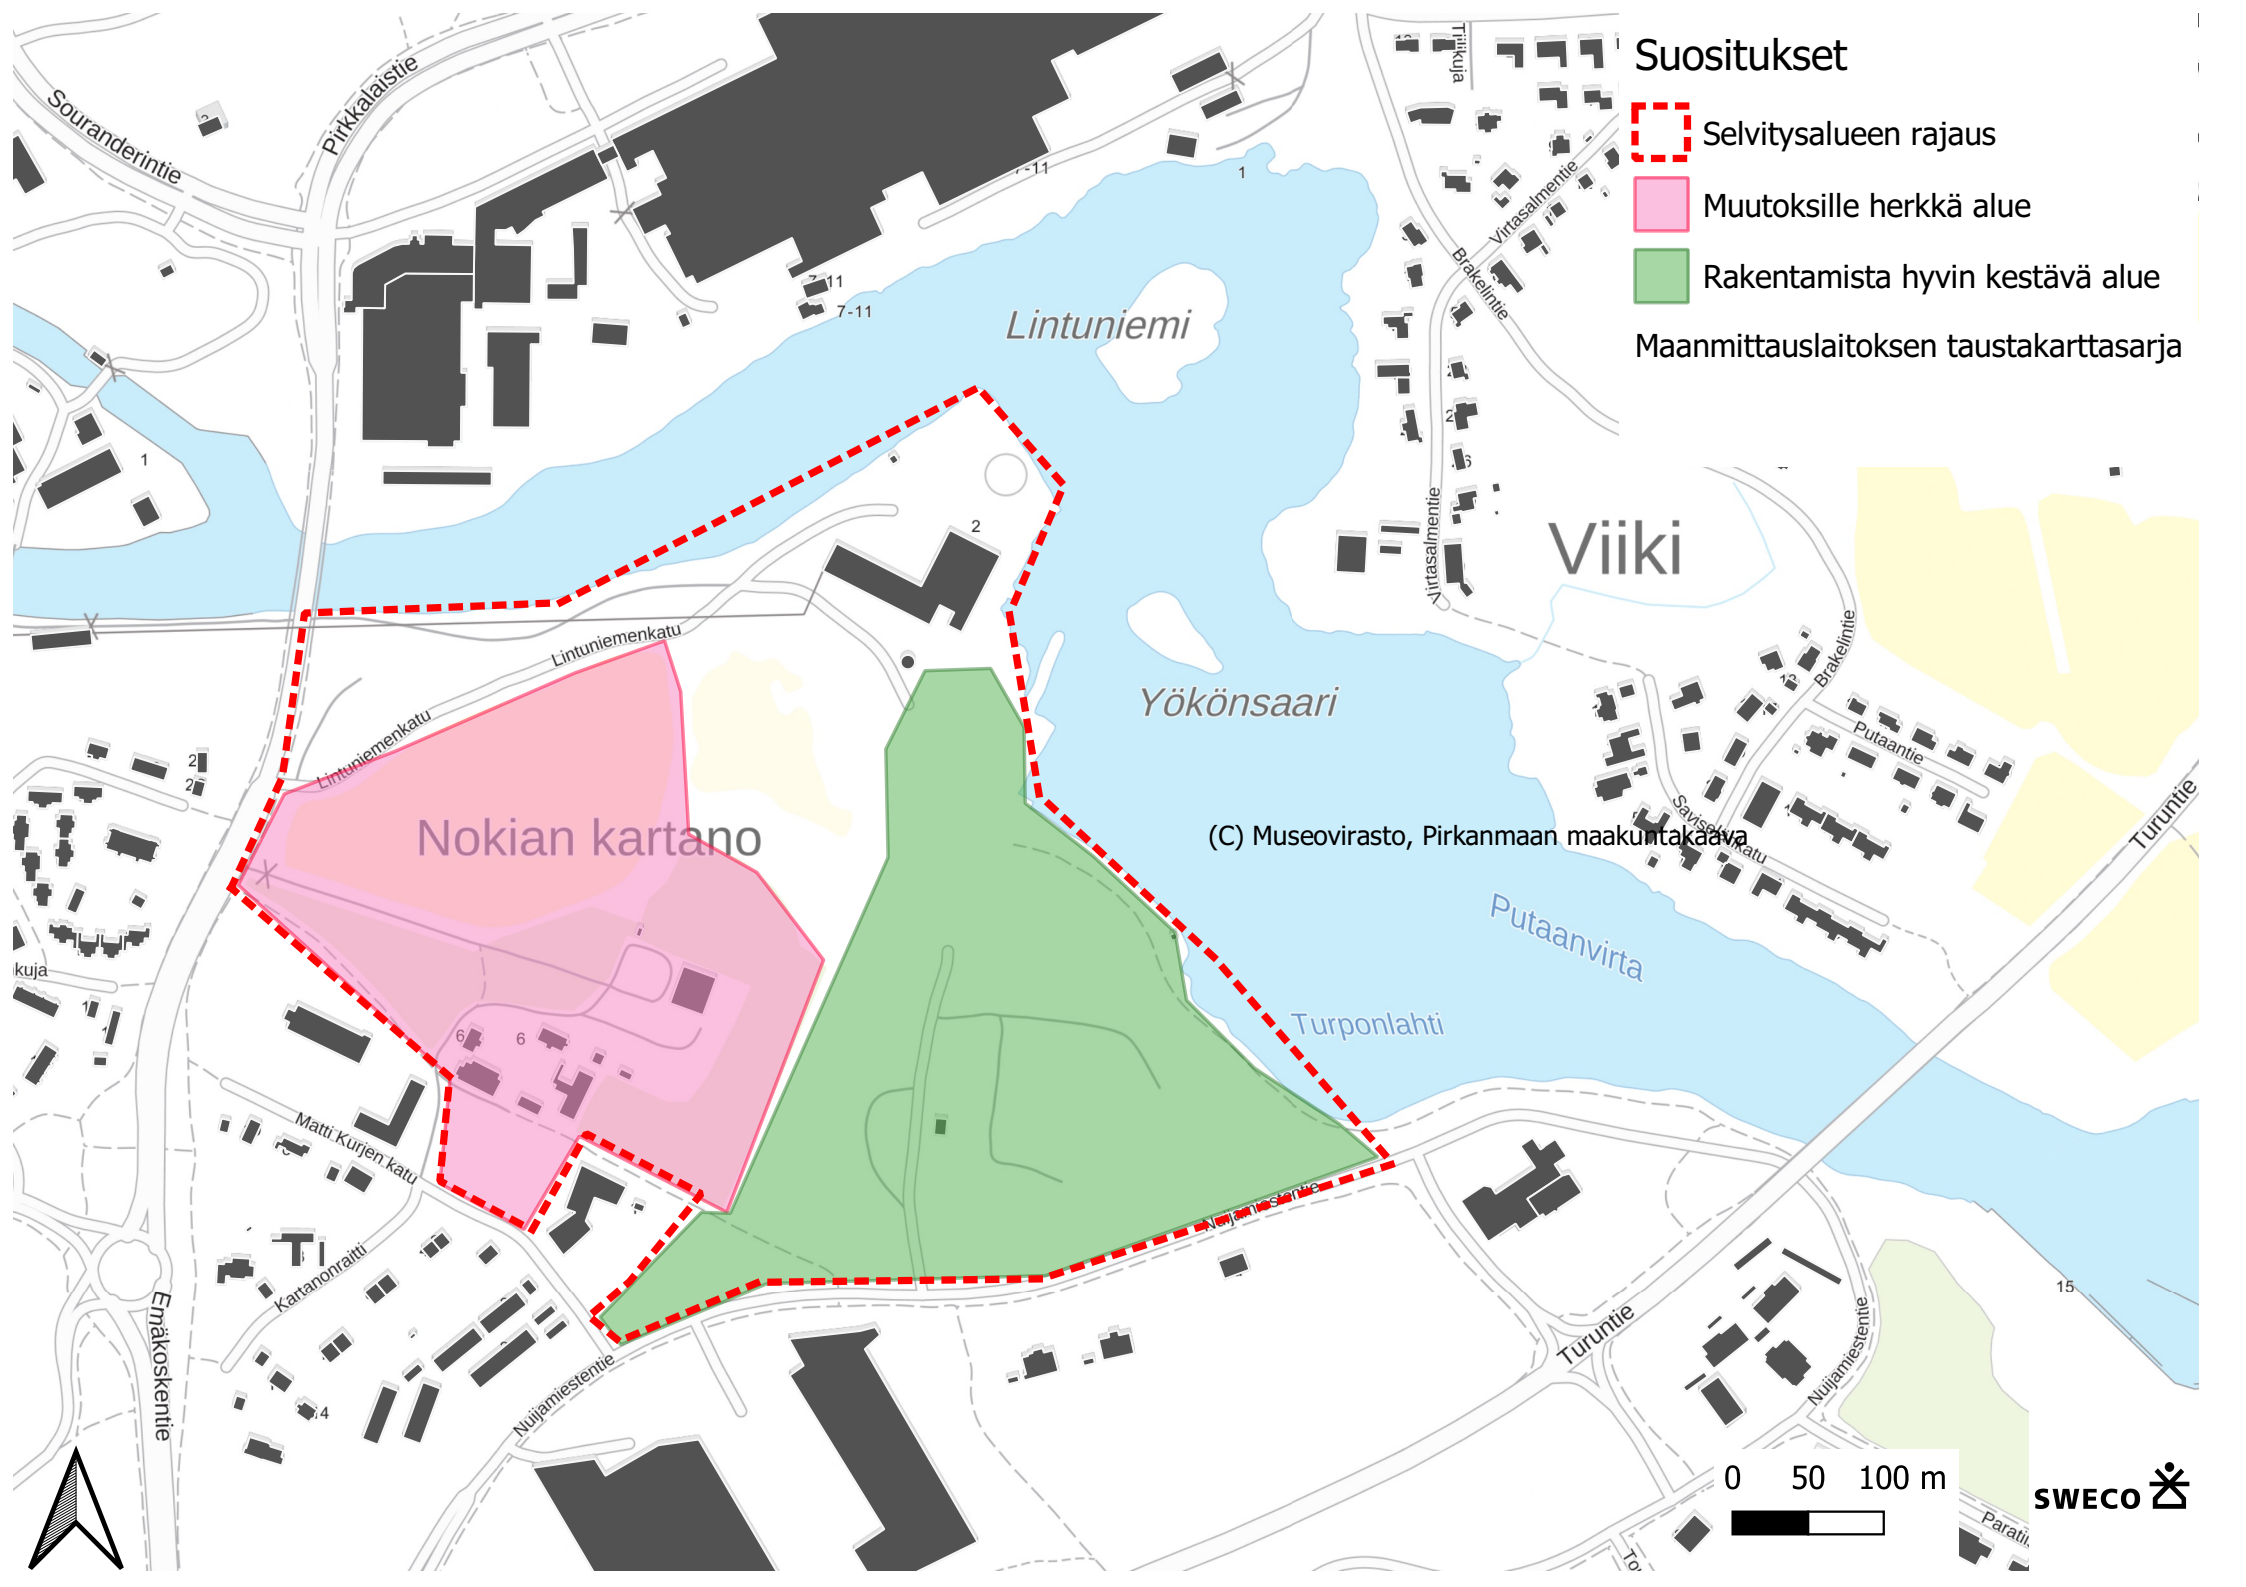 Suositukset
Selvitysalueen rajaus
Muutoksille herkkä alue
Rakentamista hyvin kestävä alue
Maanmittauslaitoksen taustakarttasarja
Souranderintie
Pirkkalaistie
Tiilikuja
Virtasalmentie
Brakelintie
1
7-11
7-11
Lintuniemi
1
2
Virtasalmentie
Viiki
Lintuniemenkatu
Lintuniemenkatu
Yökönsaari
Brakelintie
Putaantie
Turuntie
Nokian kartano
(C) Museovirasto, Pirkanmaan maakuntakaava
Putaanvirta
Turponlahti
kuja
6
6
Matti Kurjen katu
Kartanonraitti
Nuijamiestentie
Emäkoskentie
Nuijamiestentie
Turuntie
Nuijamiestentie
15
0 50 100 m
SWECO